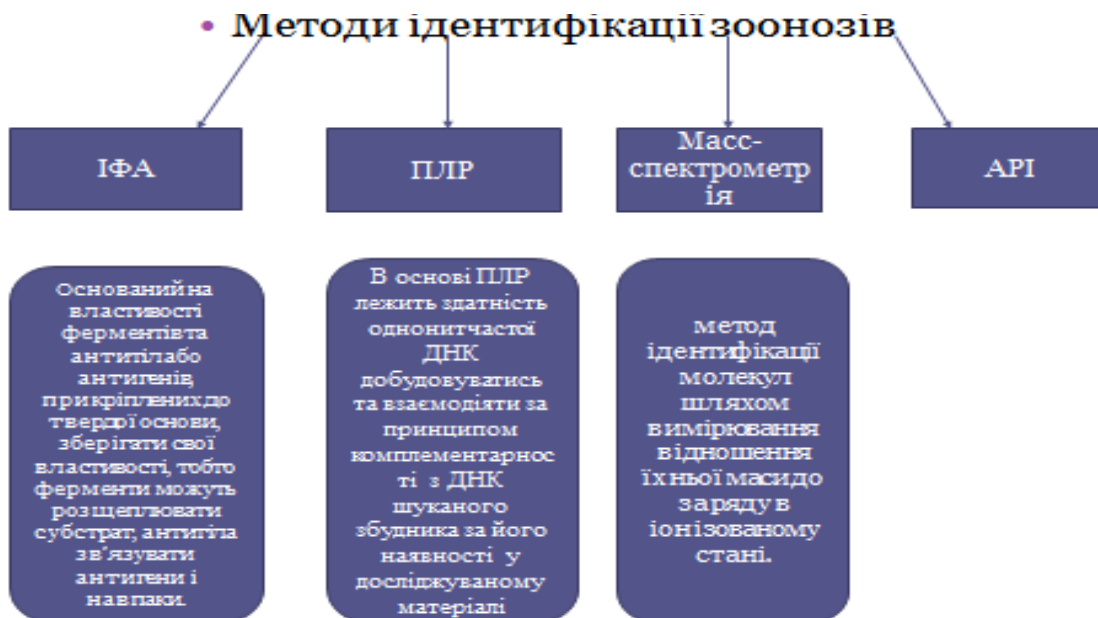 • Методи ідентифікації зоонозів
ІФА
ПЛР
Масс-
спектрометр
ія
АРІ
Оснований на
властивості
ферментів та
антитіл або
антигенів,
прикріплених до
твердої основи,
зберігати свої
властивості, тобто
ферменти можуть
розщеплювати
субстрат, антитіла
зв’язувати
антигени і
навпаки.
В основі ПЛР
лежить здатність
однонитчастої
ДНК
добудовуватись
та взаємодіяти за
принципом
комплементарнос
ті з ДНК
шуканого
збудника за його
наявності у
досліджуваному
матеріалі
метод
ідентифікації
молекул
шляхом
вимірювання
відношення
їхньої маси до
заряду в
іонізованому
стані.